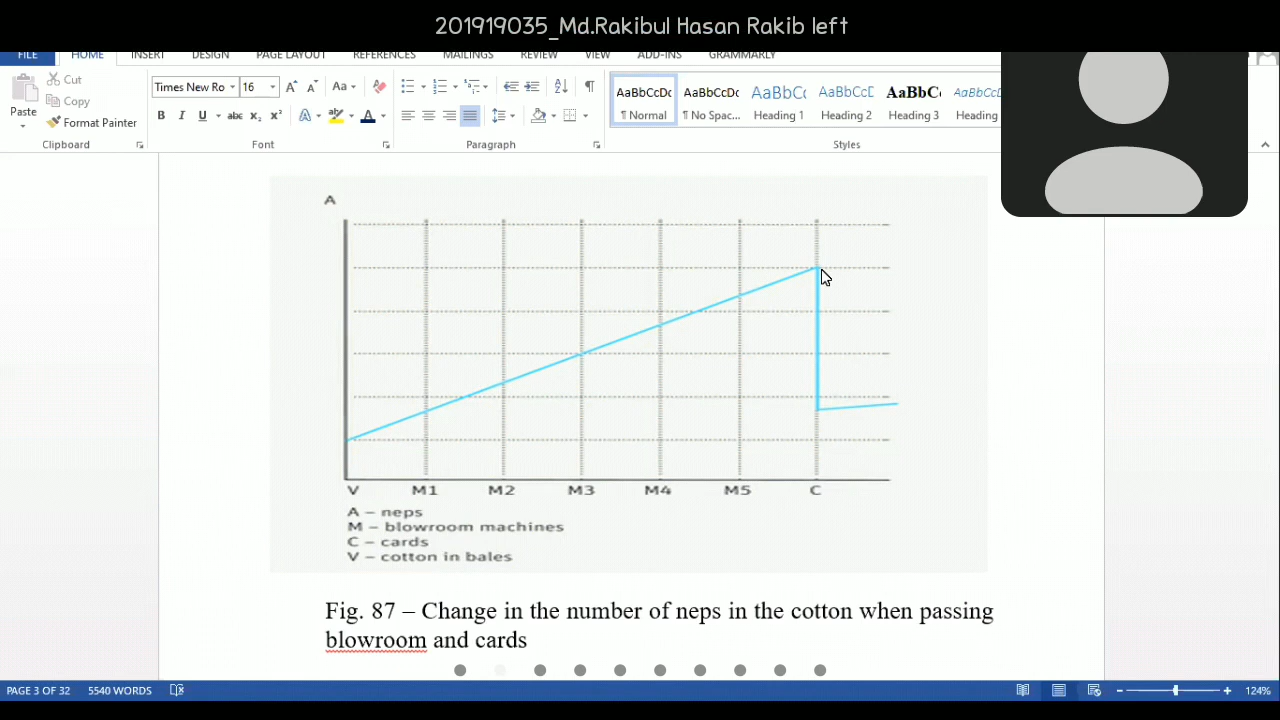 201919035_Md.Rakibul Hasan Rakib left
FILE HOME INSERT DESIGN PAGE LAYOUT REFERENCES MAILINGS REVIEW VIEW ADD-INS GRAMMARLY
Cut
Copy
Format Painter
Paste
Clipboard
Times New Ro 16
B I U abc x₂ x²
Font
Paragraph
AaBbCcDc AaBbCcDc AaBbCc AaBbCcD AaBbC AaBbCcD
¶ Normal ¶ No Spac... Heading 1 Heading 2 Heading 3 Heading
Styles
A
V M1 M2 M3 M4 M5 C
A – neps
M – blowroom machines
C – cards
V – cotton in bales
Fig. 87 – Change in the number of neps in the cotton when passing
blowroom and cards
PAGE 3 OF 32 5540 WORDS 124%